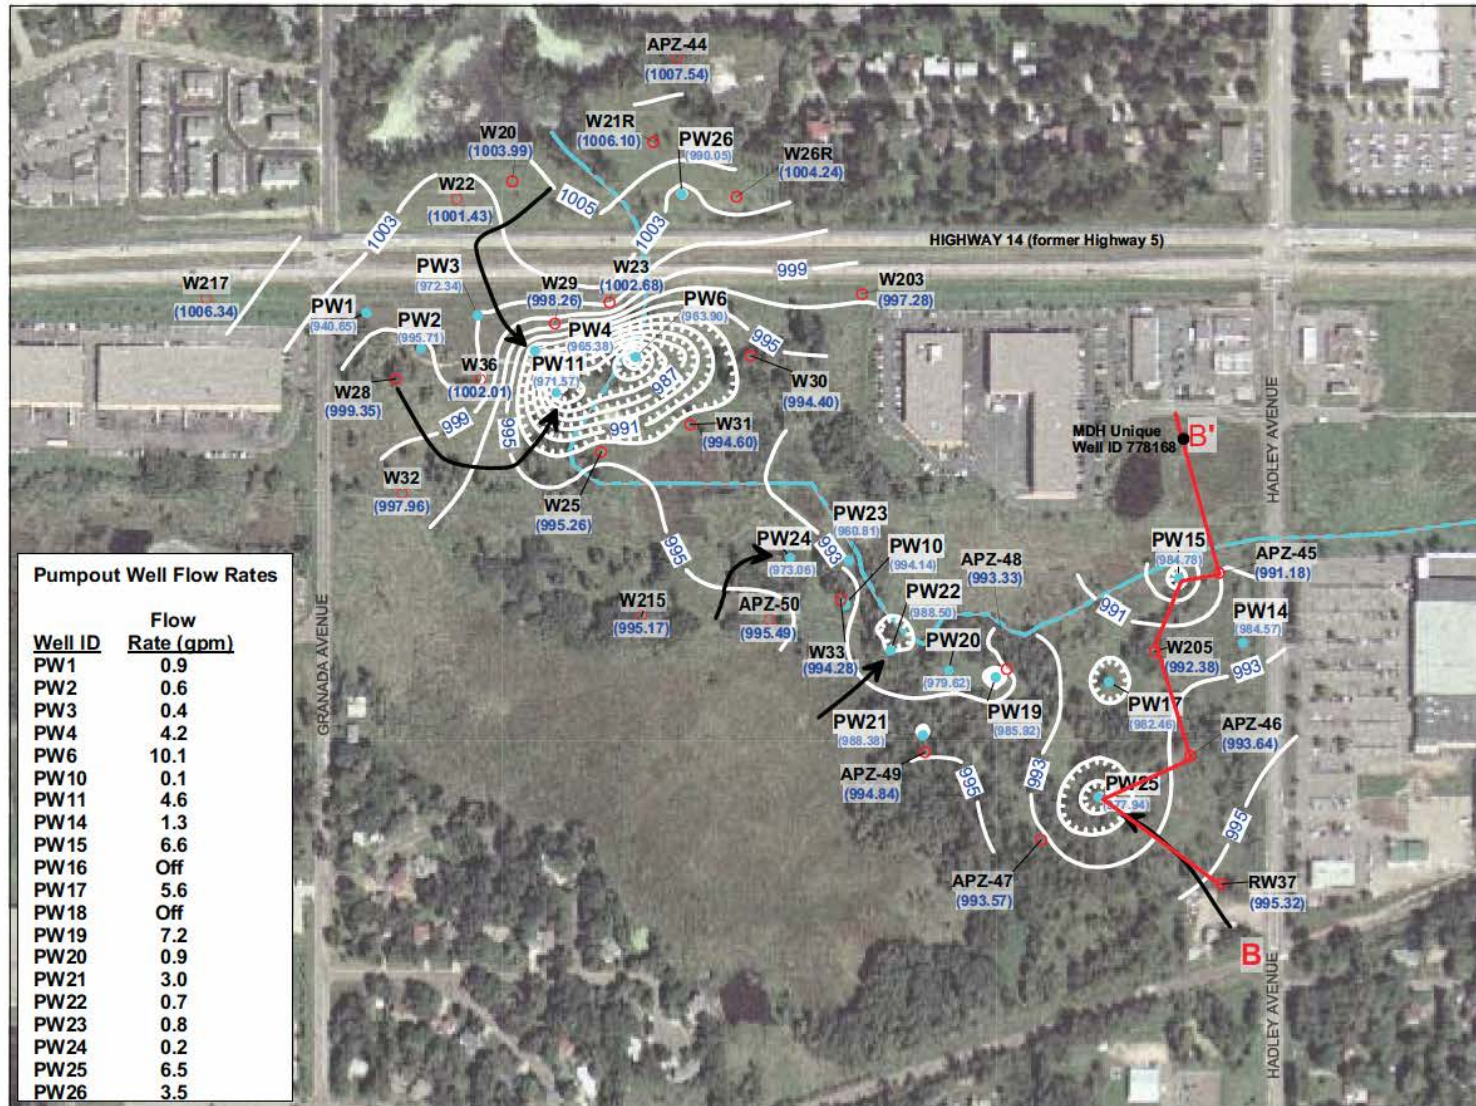 APZ-44
(1007.54)
W21R
(1006.10)
PW26
(990.05)
W26R
(1004.24)
W20
(1003.99)
W22
(1001.43)
1003
1005
1003
HIGHWAY 14 (former Highway 5)
W217
(1006.34)
PW1
(940.65)
PW3
(972.34)
PW2
(995.71)
W29
(998.26)
W23
(1002.68)
999
PW6
(963.90)
W203
(997.28)
PW4
(965.38)
PW11
(971.57)
W36
(1002.01)
W28
(999.35)
987
995
W30
(994.40)
999
995
991
W31
(994.60)
W32
(997.96)
W25
(995.26)
MDH Unique
Well ID 778168
B'
HADLEY AVENUE
PW24
(973.06)
993
PW23
(960.81)
PW10
(994.14)
APZ-48
(993.33)
PW15
(984.78)
APZ-45
(991.18)
995
PW22
(988.50)
991
PW14
(984.57)
W215
(995.17)
APZ-50
(995.49)
W33
(994.28)
PW20
(979.62)
W205
(992.38)
993
PW19
(985.92)
PW17
(982.46)
PW21
(988.38)
APZ-46
(993.64)
APZ-49
(994.84)
995
993
PW25
(977.94)
995
APZ-47
(993.57)
RW37
(995.32)
B
HADLEY AVENUE
GRANADA AVENUE
Pumpout Well Flow Rates
Flow
Well ID Rate (gpm)
PW1 0.9
PW2 0.6
PW3 0.4
PW4 4.2
PW6 10.1
PW10 0.1
PW11 4.6
PW14 1.3
PW15 6.6
PW16 Off
PW17 5.6
PW18 Off
PW19 7.2
PW20 0.9
PW21 3.0
PW22 0.7
PW23 0.8
PW24 0.2
PW25 6.5
PW26 3.5